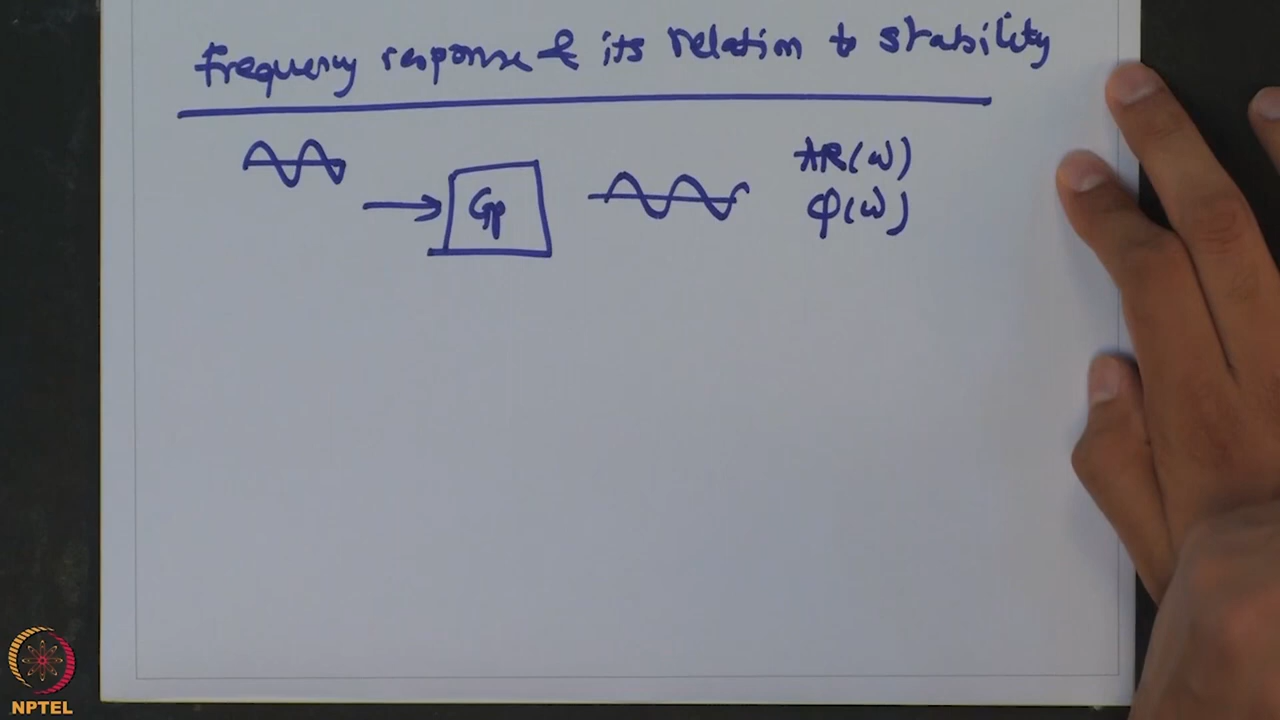 frequency response & its relation to stability
AR(ω)
Gp
φ(ω)
NPTEL